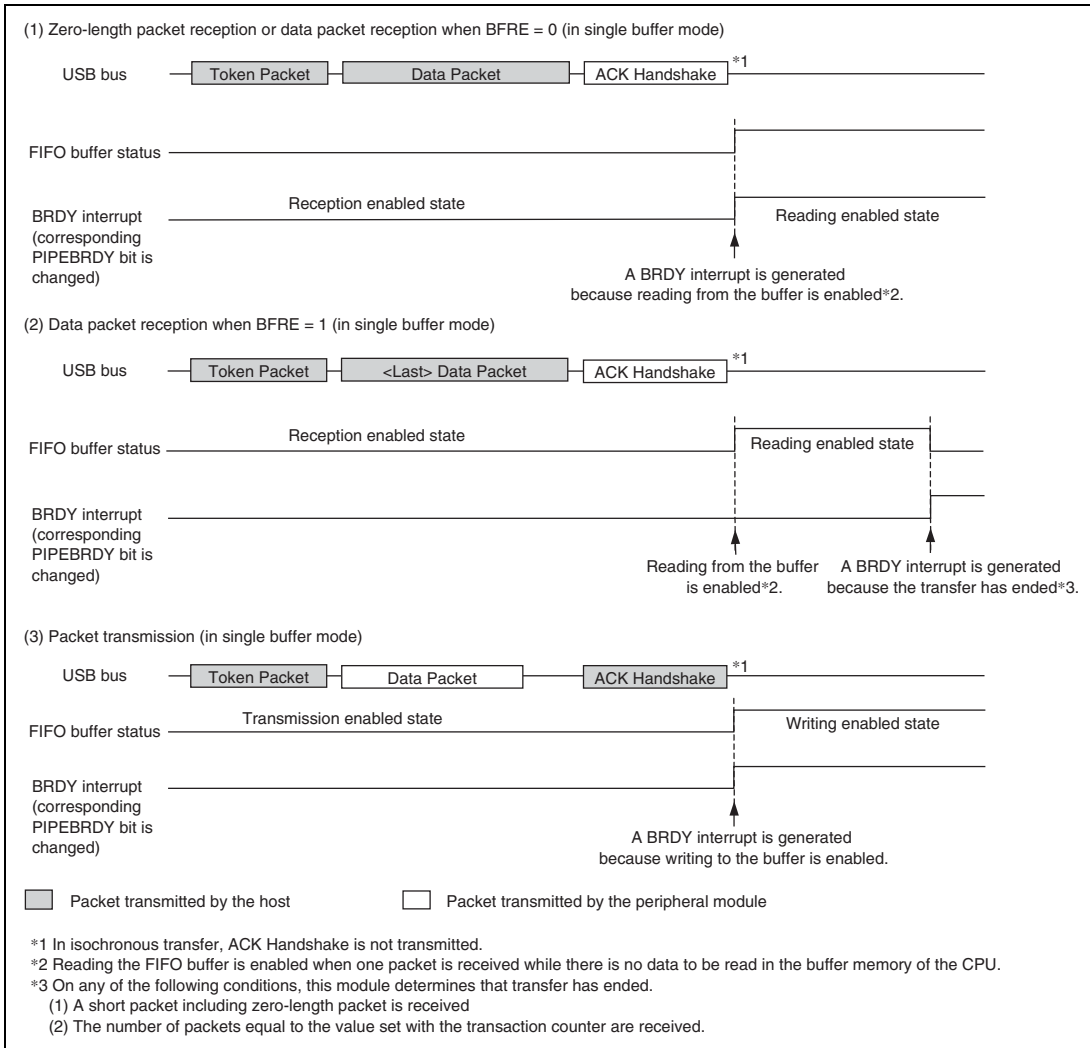 (1) Zero-length packet reception or data packet reception when BFRE = 0 (in single buffer mode)
USB bus Token Packet Data Packet ACK Handshake *1
FIFO buffer status
BRDY interrupt Reception enabled state Reading enabled state
(corresponding
PIPEBRDY bit is
changed)
A BRDY interrupt is generated
because reading from the buffer is enabled*2.
(2) Data packet reception when BFRE = 1 (in single buffer mode)
USB bus Token Packet <Last> Data Packet ACK Handshake *1
Reception enabled state Reading enabled state
FIFO buffer status
BRDY interrupt
(corresponding
PIPEBRDY bit is
changed)
Reading from the buffer
is enabled*2.
A BRDY interrupt is generated
because the transfer has ended*3.
(3) Packet transmission (in single buffer mode)
USB bus Token Packet Data Packet ACK Handshake *1
Transmission enabled state Writing enabled state
FIFO buffer status
BRDY interrupt
(corresponding
PIPEBRDY bit is
changed)
A BRDY interrupt is generated
because writing to the buffer is enabled.
Packet transmitted by the host Packet transmitted by the peripheral module
*1 In isochronous transfer, ACK Handshake is not transmitted.
*2 Reading the FIFO buffer is enabled when one packet is received while there is no data to be read in the buffer memory of the CPU.
*3 On any of the following conditions, this module determines that transfer has ended.
(1) A short packet including zero-length packet is received
(2) The number of packets equal to the value set with the transaction counter are received.